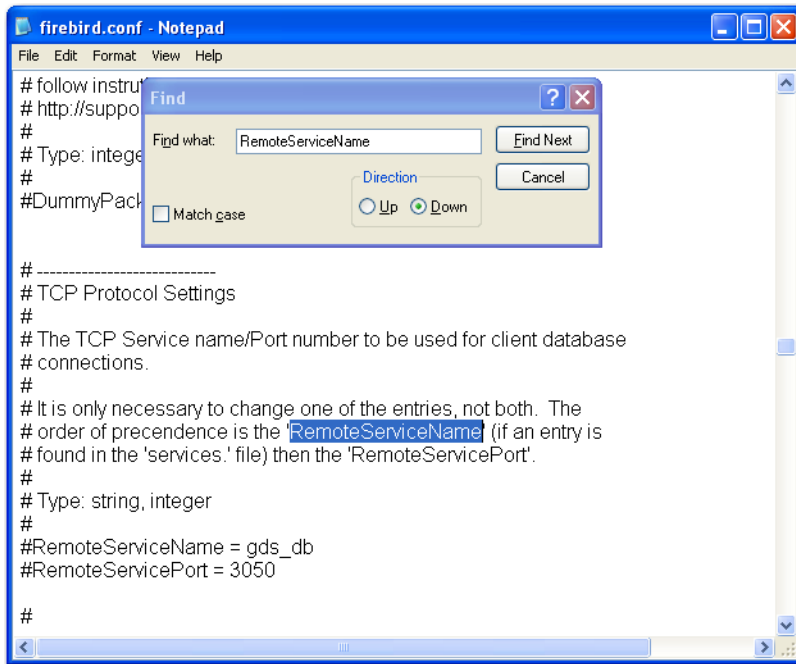 firebird.conf - Notepad
File Edit Format View Help
# follow instrut
# http://suppo
#
# Type: intege
#
#DummyPack
Find
Find what: RemoteServiceName
Find Next
Direction
Cancel
Match case
Up Down
# ----------------------------
# TCP Protocol Settings
#
# The TCP Service name/Port number to be used for client database
# connections.
#
# It is only necessary to change one of the entries, not both. The
# order of precendence is the 'RemoteServiceName' (if an entry is
# found in the 'services.' file) then the 'RemoteServicePort'.
#
# Type: string, integer
#
#RemoteServiceName = gds_db
#RemoteServicePort = 3050
#